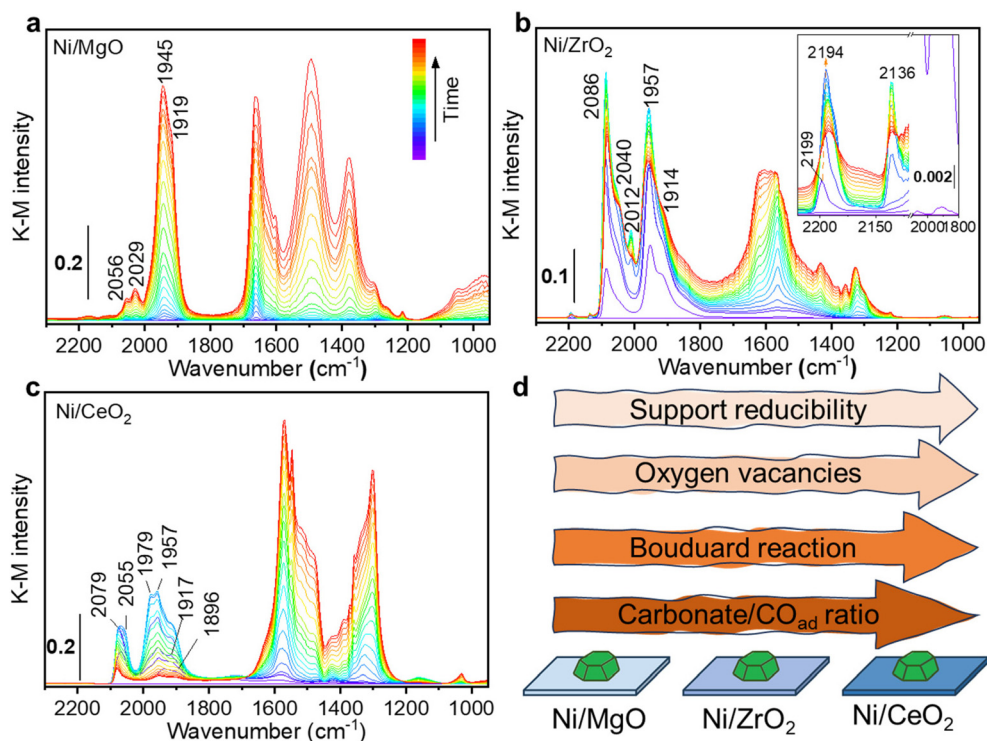 a
Ni/MgO
1945
1919
2056
2029
Time
0.2
K-M intensity
2200 2000 1800 1600 1400 1200 1000
Wavenumber (cm-1)
b
Ni/ZrO2
2086
2040
2012
1957
1914
0.1
K-M intensity
2200 2000 1800 1600 1400 1200 1000
Wavenumber (cm-1)
2194
2199
2136
0.002
2200 2150 2000 1800
c
Ni/CeO2
2079
2055
1979
1957
1917
1896
0.2
K-M intensity
2200 2000 1800 1600 1400 1200 1000
Wavenumber (cm-1)
d
Support reducibility
Oxygen vacancies
Bouduard reaction
Carbonate/COad ratio
Ni/MgO Ni/ZrO2 Ni/CeO2